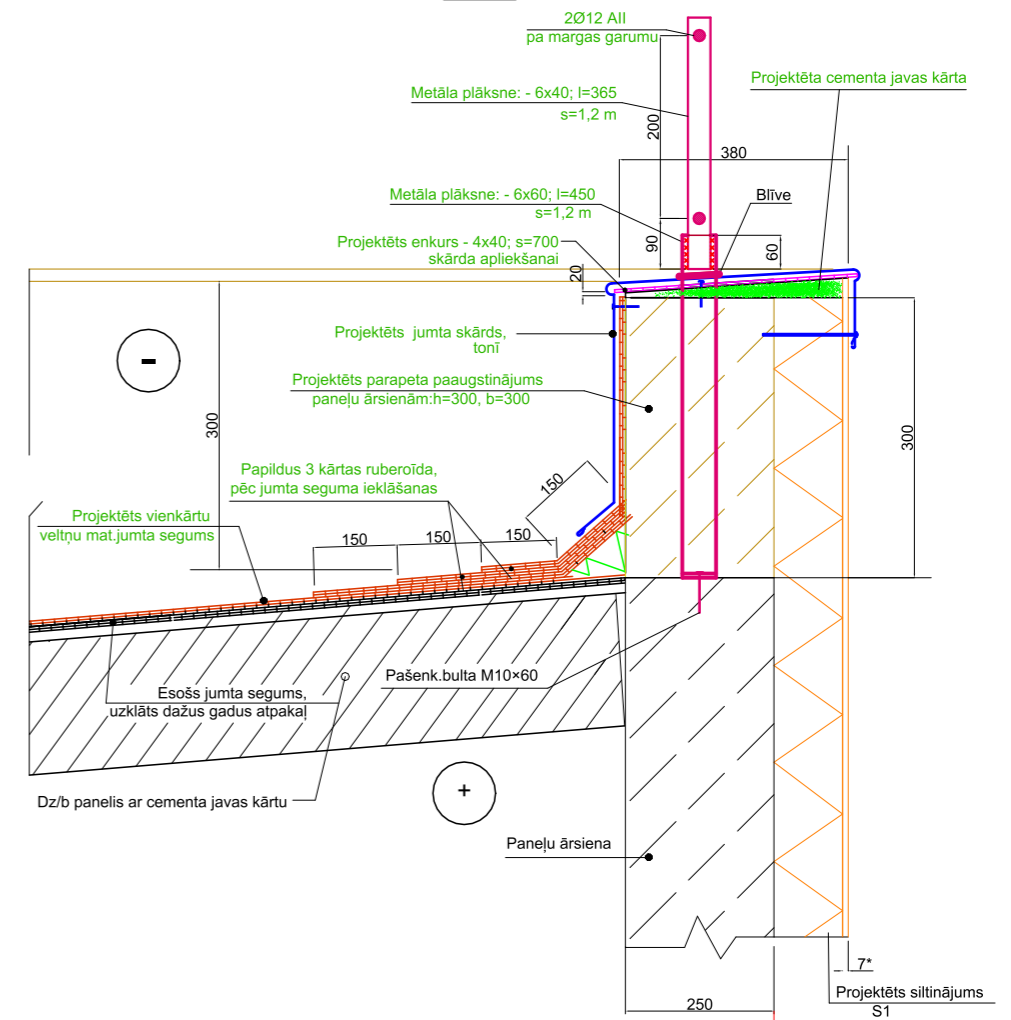 2Ø12 AII
pa margas garumu
Projektēta cementa javas kārta
Metāla plāksne: - 6x40; l=365
s=1,2 m
200
380
Metāla plāksne: - 6x60; l=450
s=1,2 m
Blīve
Projektēts enkurs - 4x40; s=700
skārda apliekšanai
90
60
20
Projektēts jumta skārds,
tonī
-
Projektēts parapeta paaugstinājums
paneļu ārsienām:h=300, b=300
300
300
Papildus 3 kārtas ruberoīda,
pēc jumta seguma ieklāšanas
150
Projektēts vienkārtu
veltņu mat.jumta segums
150
150
150
Pašenk.bulta M10×60
Esošs jumta segums,
uzklāts dažus gadus atpakaļ
+
Dz/b panelis ar cementa javas kārtu
Paneļu ārsiena
7*
Projektēts siltinājums
S1
250